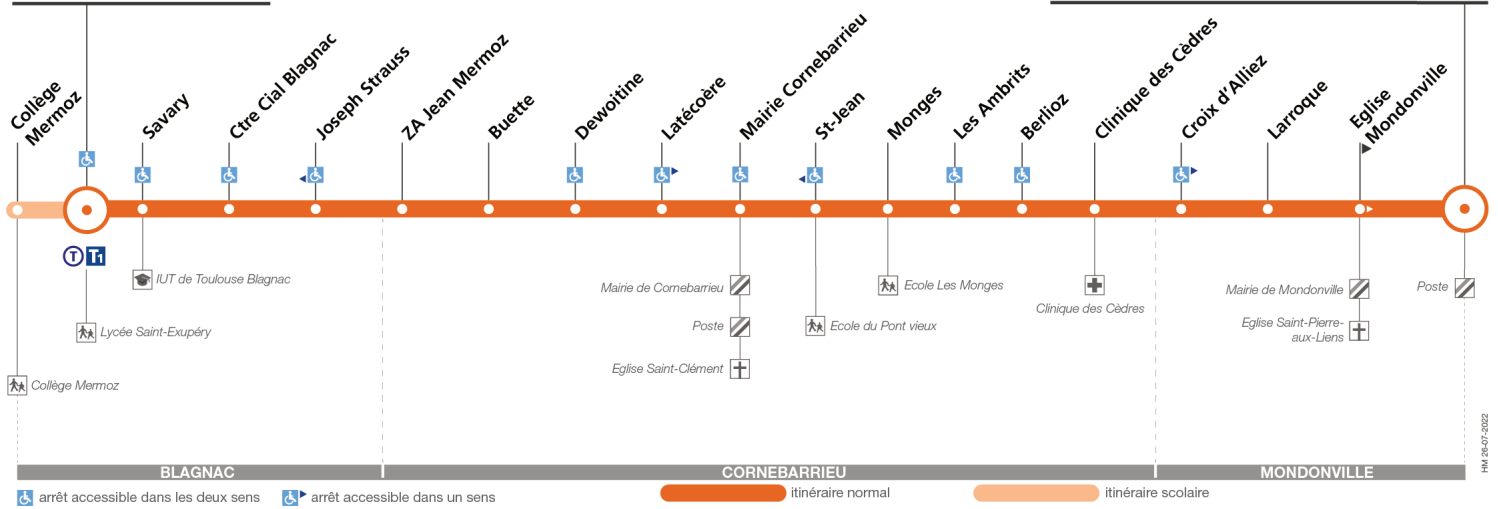 Collège
Mermoz
Savary
Ctre Cial Blagnac
Joseph Strauss
ZA Jean Mermoz
Buette
Dewoitine
Latécoère
Mairie Cornebarrieu
St-Jean
Monges
Les Ambrits
Berlioz
Clinique des Cèdres
Croix d'Alliez
Larroque
Eglise
Mondonville
T T1
IUT de Toulouse Blagnac
Lycée Saint-Exupéry
Collège Mermoz
Mairie de Cornebarrieu
Poste
Eglise Saint-Clément
Ecole du Pont vieux
Ecole Les Monges
Clinique des Cèdres
Mairie de Mondonville
Eglise Saint-Pierre-
aux-Liens
Poste
HM 26-07-2022
BLAGNAC CORNEBARRIEU MONDONVILLE
arrêt accessible dans les deux sens arrêt accessible dans un sens itinéraire normal itinéraire scolaire